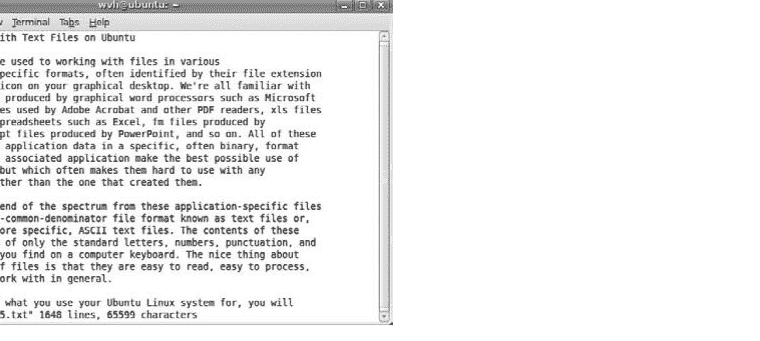 wvh@ubuntu: ~
Terminal Tabs Help
ith Text Files on Ubuntu
e used to working with files in various
pecific formats, often identified by their file extension
icon on your graphical desktop. We're all familiar with
produced by graphical word processors such as Microsoft
es used by Adobe Acrobat and other PDF readers, xls files
preadsheets such as Excel, fm files produced by
pt files produced by PowerPoint, and so on. All of these
application data in a specific, often binary, format
associated application make the best possible use of
but which often makes them hard to use with any
ther than the one that created them.
end of the spectrum from these application-specific files
-common-denominator file format known as text files or,
ore specific, ASCII text files. The contents of these
of only the standard letters, numbers, punctuation, and
you find on a computer keyboard. The nice thing about
f files is that they are easy to read, easy to process,
ork with in general.
what you use your Ubuntu Linux system for, you will
5.txt" 1648 lines, 65599 characters